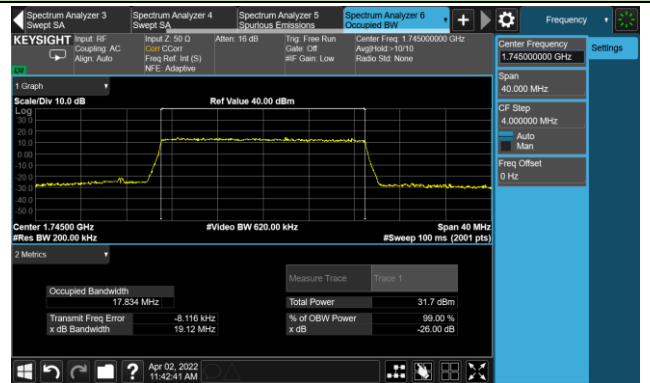 Spectrum Analyzer 3
Swept SA
Spectrum Analyzer 4
Swept SA
Spectrum Analyzer 5
Spurious Emissions
Spectrum Analyzer 6
Occupied BW
Frequency
KEYSIGHT
Input: RF
Coupling: AC
Align: Auto
Input Z: 50 Ω
Corr CCorr
Freq Ref: Int (S)
NFE: Adaptive
Atten: 16 dB
Trig: Free Run
Gate: Off
#IF Gain: Low
Center Freq: 1.745000000 GHz
Avg|Hold:>10/10
Radio Std: None
Center Frequency
1.745000000 GHz
Settings
Span
40.000 MHz
CF Step
4.000000 MHz
Auto
Man
Freq Offset
0 Hz
1 Graph
Scale/Div 10.0 dB
Ref Value 40.00 dBm
Log
30.0
20.0
10.0
0.00
-10.0
-20.0
-30.0
-40.0
-50.0
Center 1.74500 GHz
#Video BW 620.00 kHz
Span 40 MHz
#Res BW 200.00 kHz
#Sweep 100 ms (2001 pts)
2 Metrics
Measure Trace
Trace 1
Occupied Bandwidth
17.834 MHz
Total Power
31.7 dBm
Transmit Freq Error
-8.116 kHz
% of OBW Power
99.00 %
x dB Bandwidth
19.12 MHz
x dB
-26.00 dB
?
Apr 02, 2022
11:42:41 AM